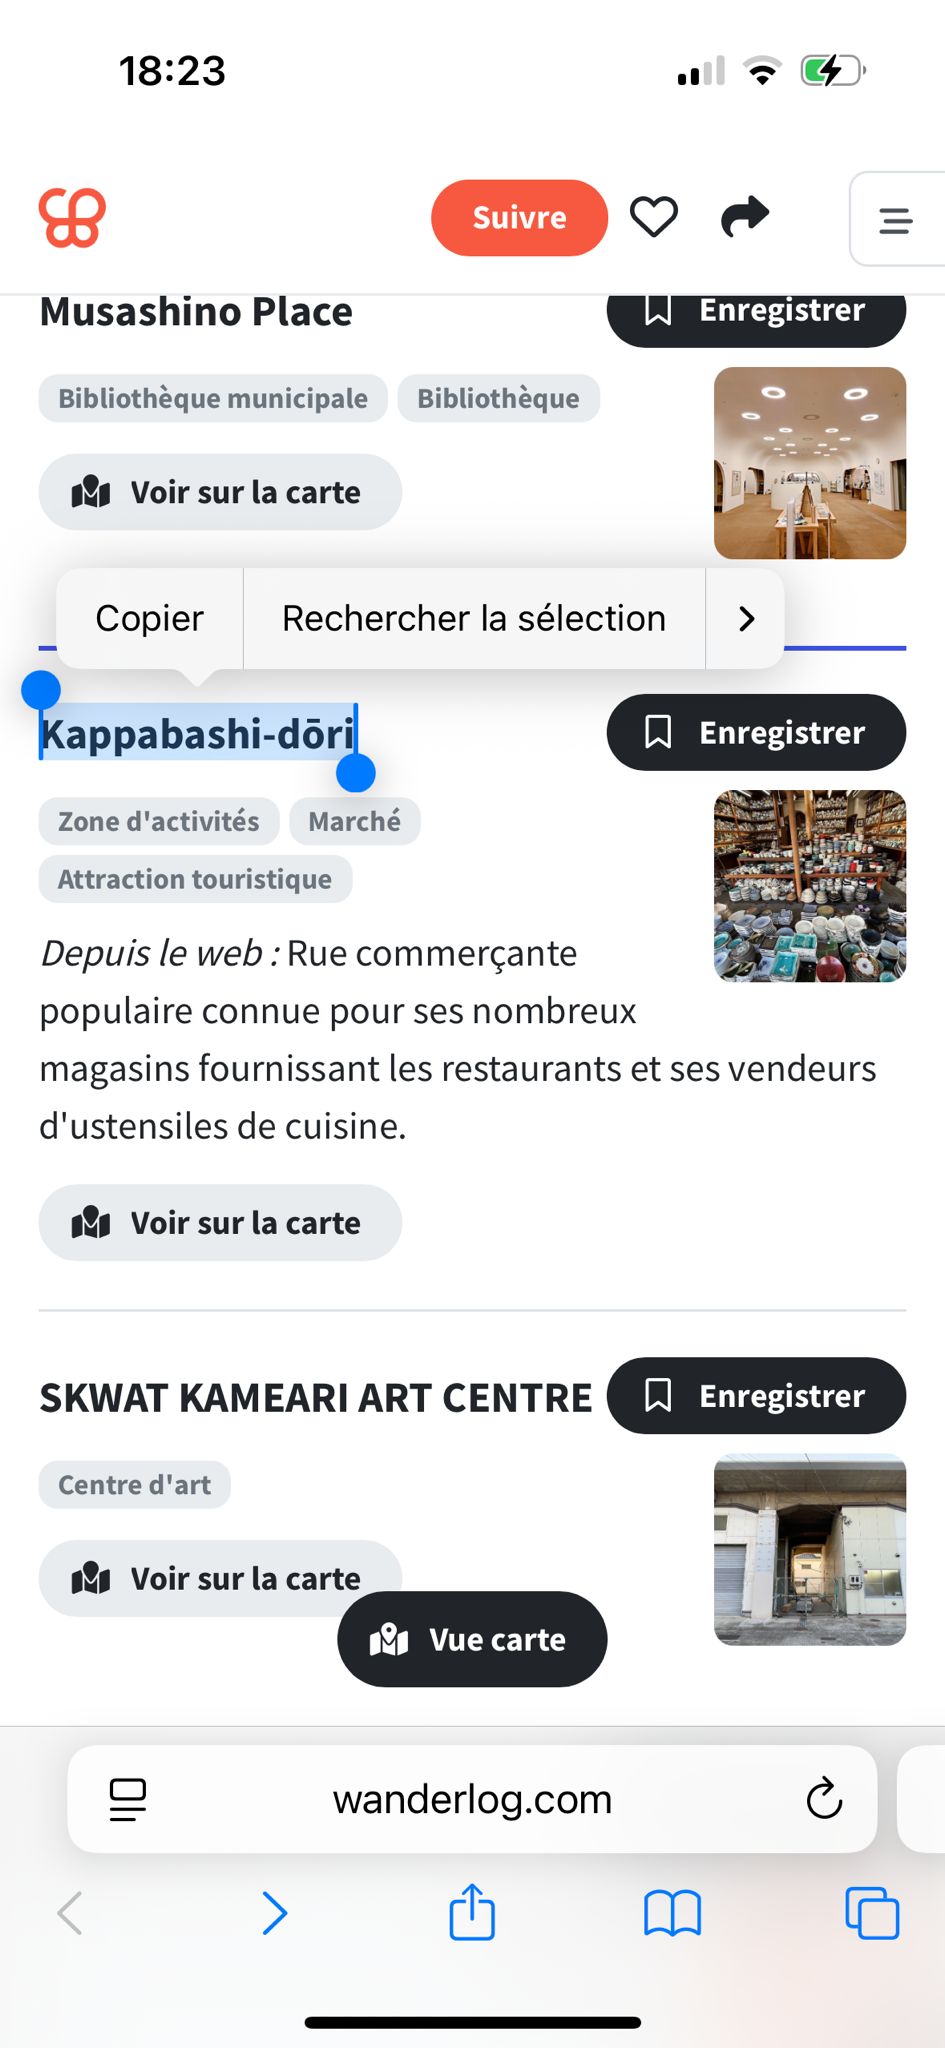 18:23
Suivre
Musashino Place
Enregistrer
Bibliothèque municipale
Bibliothèque
Voir sur la carte
Copier
Rechercher la sélection
Kappabashi-dōri
Enregistrer
Zone d'activités
Marché
Attraction touristique
Depuis le web : Rue commerçante
populaire connue pour ses nombreux
magasins fournissant les restaurants et ses vendeurs
d'ustensiles de cuisine.
Voir sur la carte
SKWAT KAMEARI ART CENTRE
Enregistrer
Centre d'art
Voir sur la carte
Vue carte
wanderlog.com